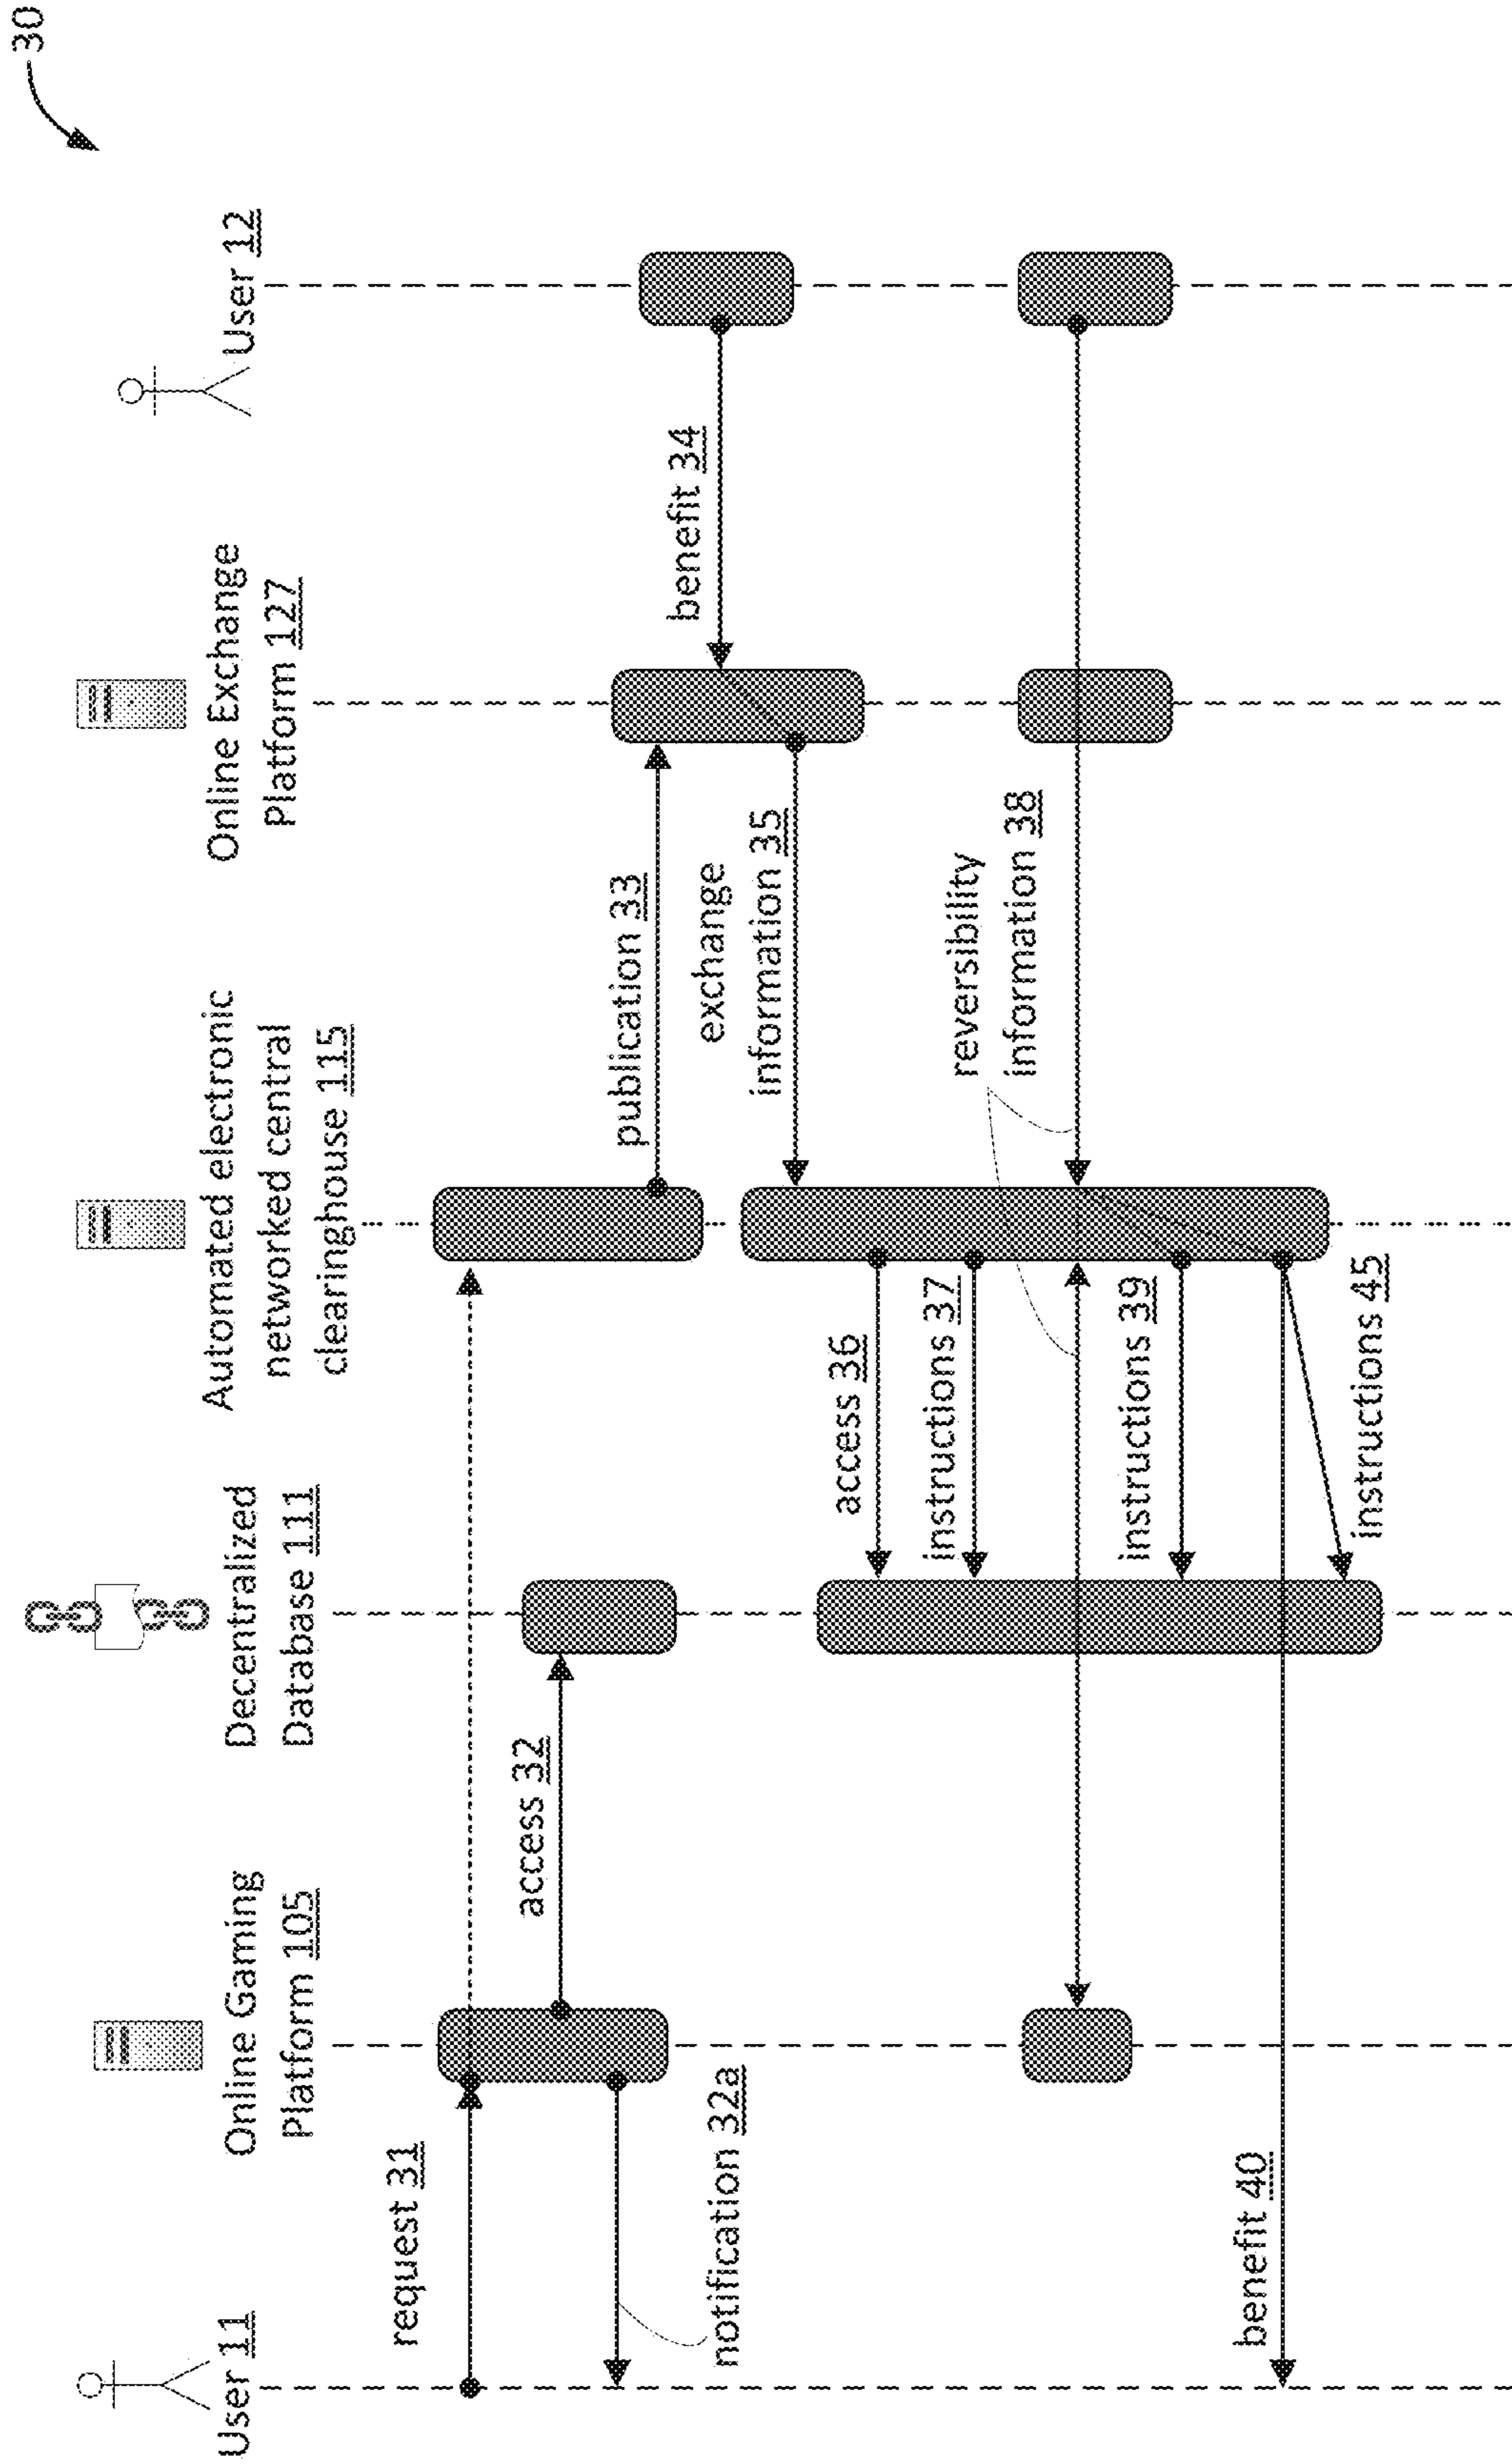 30
User 11
Online Gaming
Platform 105
Decentralized
Database 111
Automated electronic
networked central
clearinghouse 115
Online Exchange
Platform 127
User 12
request 31
access 32
notification 32a
publication 33
benefit 34
exchange
information 35
access 36
instructions 37
reversibility
information 38
instructions 39
benefit 40
instructions 45